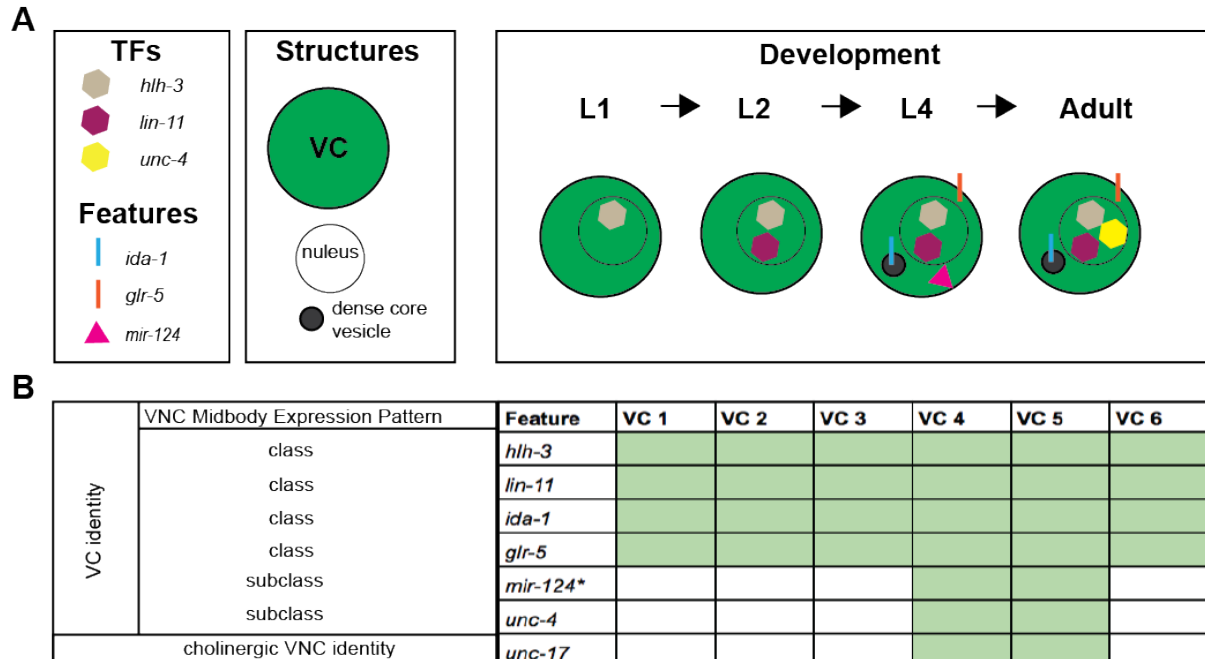 A
TFs
hlh-3
lin-11
unc-4
Features
ida-1
glr-5
mir-124
Structures
VC
nuleus
dense core
vesicle
Development
L1 → L2 → L4 → Adult
B
VC identity
VNC Midbody Expression Pattern Feature VC 1 VC 2 VC 3 VC 4 VC 5 VC 6
class hlh-3
class lin-11
class ida-1
class glr-5
subclass mir-124*
subclass unc-4
cholinergic VNC identity unc-17